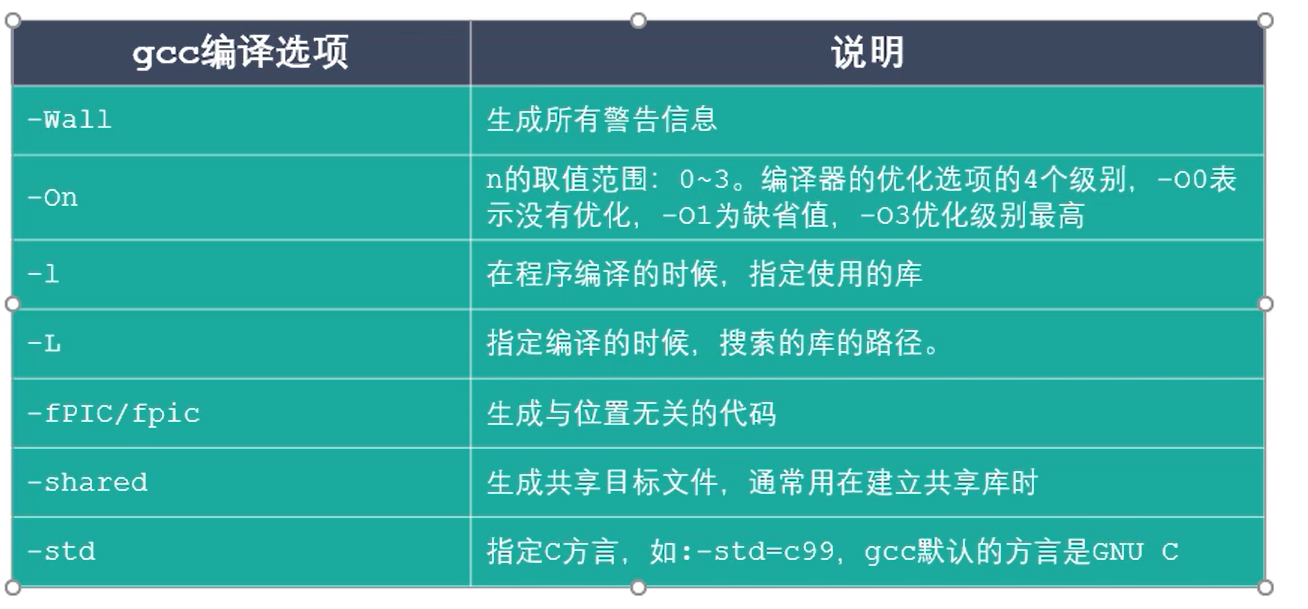 gcc编译选项
说明
-Wall
生成所有警告信息
-On
n的取值范围：0~3。编译器的优化选项的4个级别，-O0表
示没有优化，-O1为缺省值，-O3优化级别最高
-l
在程序编译的时候，指定使用的库
-L
指定编译的时候，搜索的库的路径。
-fPIC/fpic
生成与位置无关的代码
-shared
生成共享目标文件，通常用在建立共享库时
-std
指定C方言，如:-std=c99，gcc默认的方言是GNU C